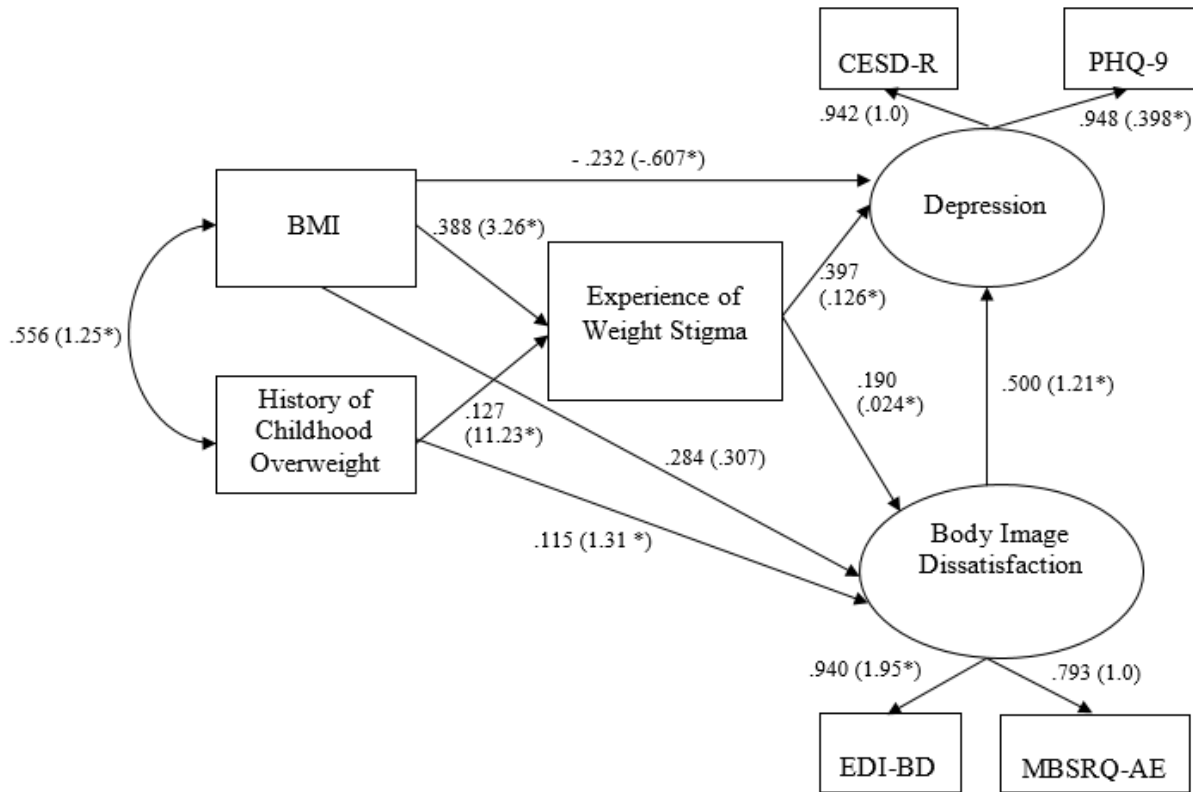 CESD-R
PHQ-9
.942 (1.0)
.948 (.398*)
- .232 (-.607*)
BMI
Depression
.388 (3.26*)
Experience of
Weight Stigma
.397
(.126*)
.556 (1.25*)
History of
Childhood
Overweight
.127
(11.23*)
.190
(.024*)
.500 (1.21*)
.284 (.307)
.115 (1.31 *)
Body Image
Dissatisfaction
.940 (1.95*)
.793 (1.0)
EDI-BD
MBSRQ-AE